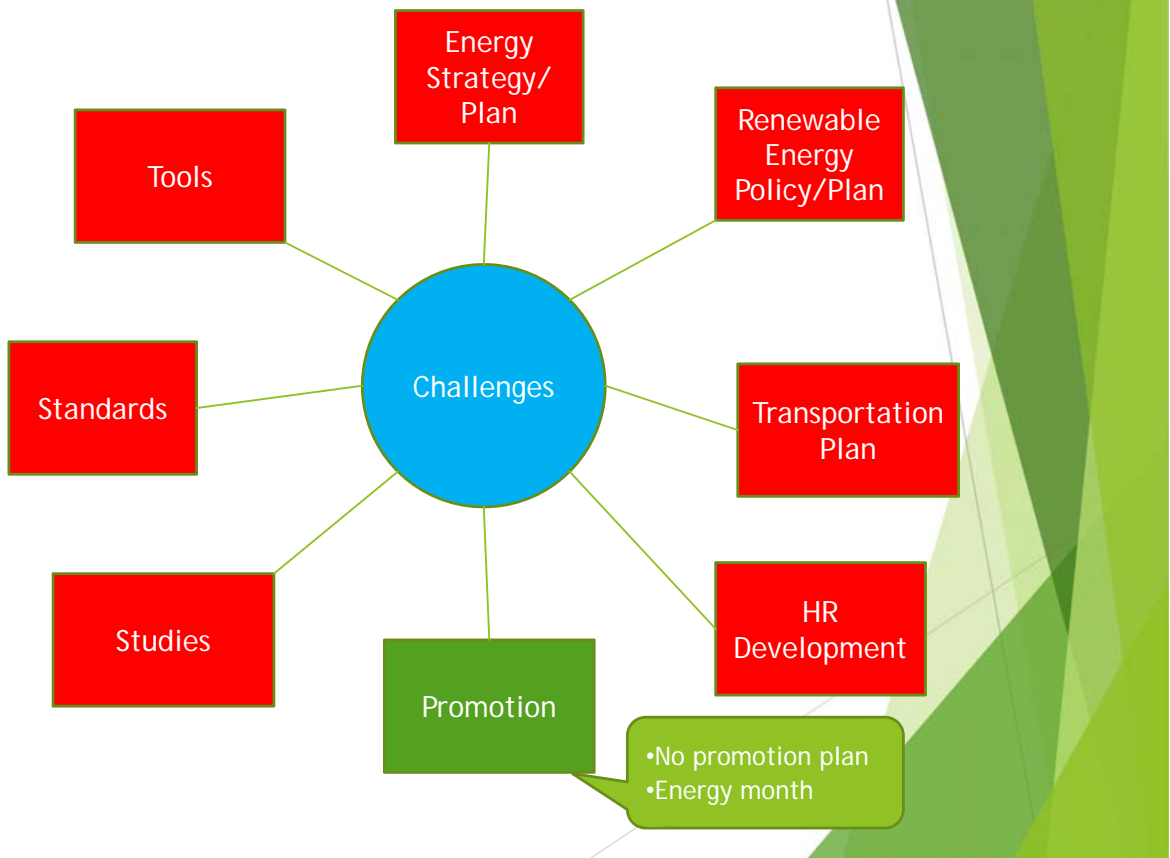 Energy
Strategy/
Plan
Renewable
Energy
Policy/Plan
Tools
Challenges
Standards
Transportation
Plan
Studies
HR
Development
Promotion
•No promotion plan
•Energy month